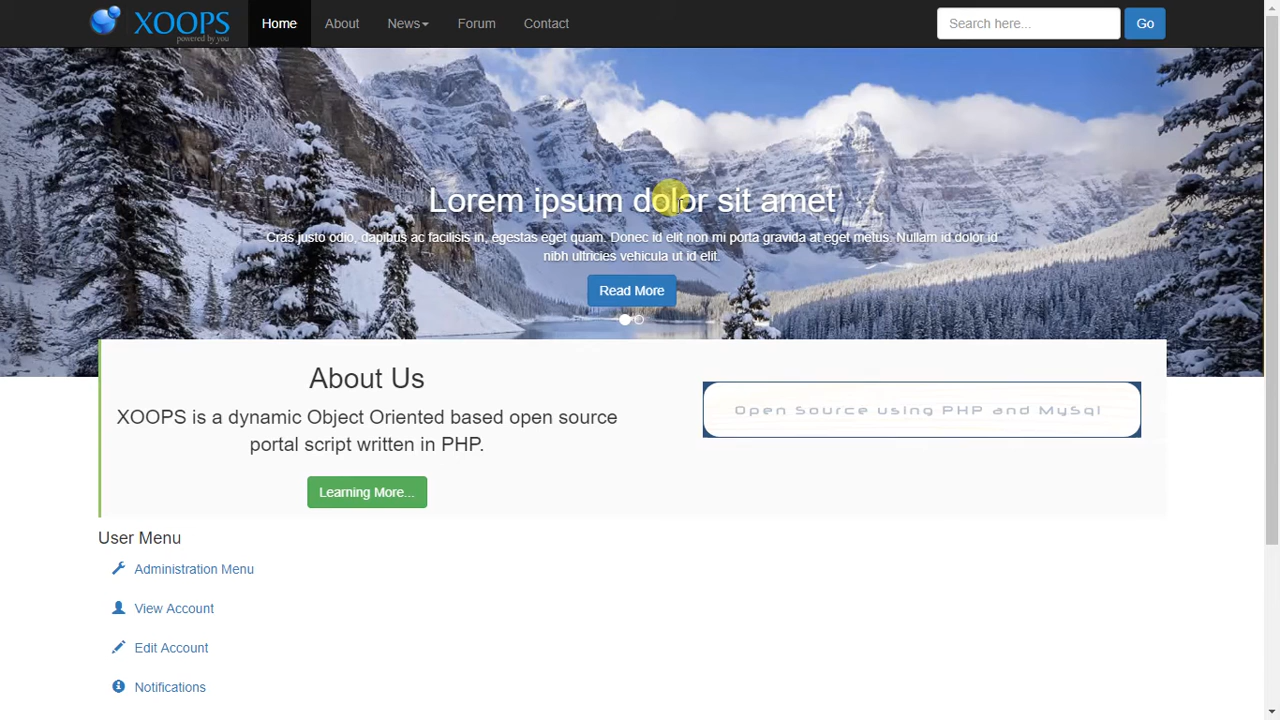 XOOPS
powered by you
Home
About
News
Forum
Contact
Search here...
Go
Lorem ipsum dolor sit amet
Cras justo odio, dapibus ac facilisis in, egestas eget quam. Donec id elit non mi porta gravida at eget metus. Nullam id dolor id
nibh ultricies vehicula ut id elit.
Read More
About Us
XOOPS is a dynamic Object Oriented based open source
portal script written in PHP.
Learning More...
Open Source using PHP and MySql
User Menu
Administration Menu
View Account
Edit Account
Notifications